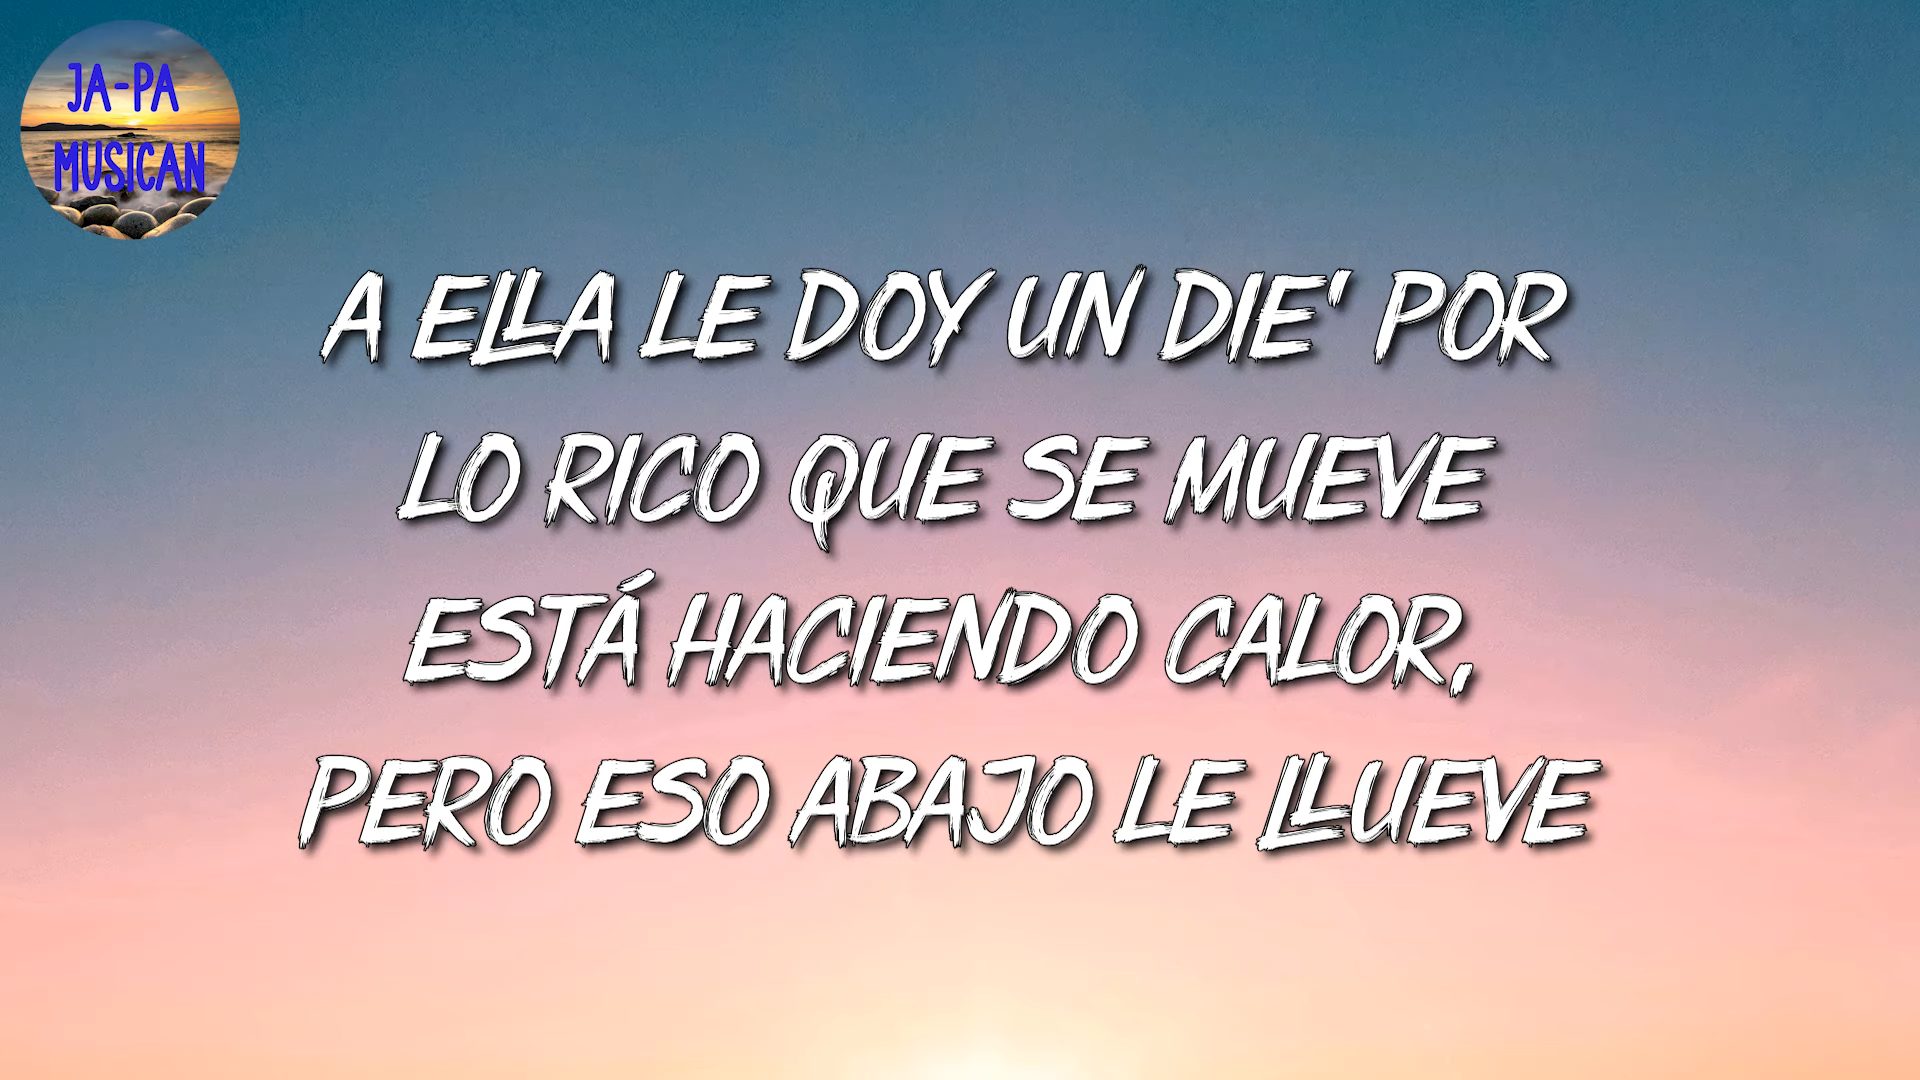 JA-PA
MUSICAN
A ELLA LE DOY UN DIE' POR
LO RICO QUE SE MUEVE
ESTÁ HACIENDO CALOR,
PERO ESO ABAJO LE LLUEVE